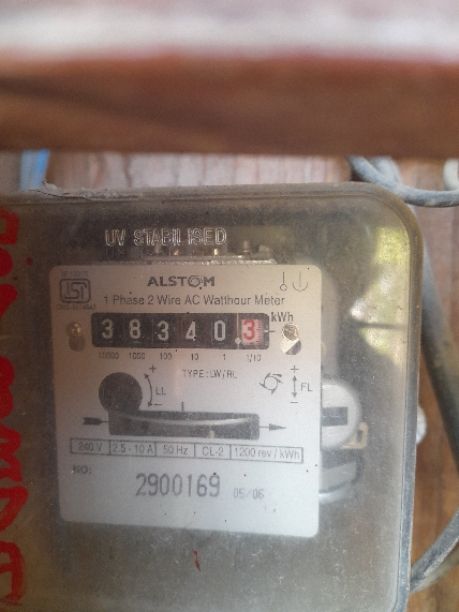 UV STABILISED
ALSTOM
ISI
1 Phase 2 Wire AC Watthour Meter
kWh
38340.3
10000 1000 100 10 1 1/10
TYPE:LW/RL
+ LL -
+ FL -
240 V 2.5 - 10 A 50 Hz CL-2 1200 rev / kWh
NO:
2900169 05/06